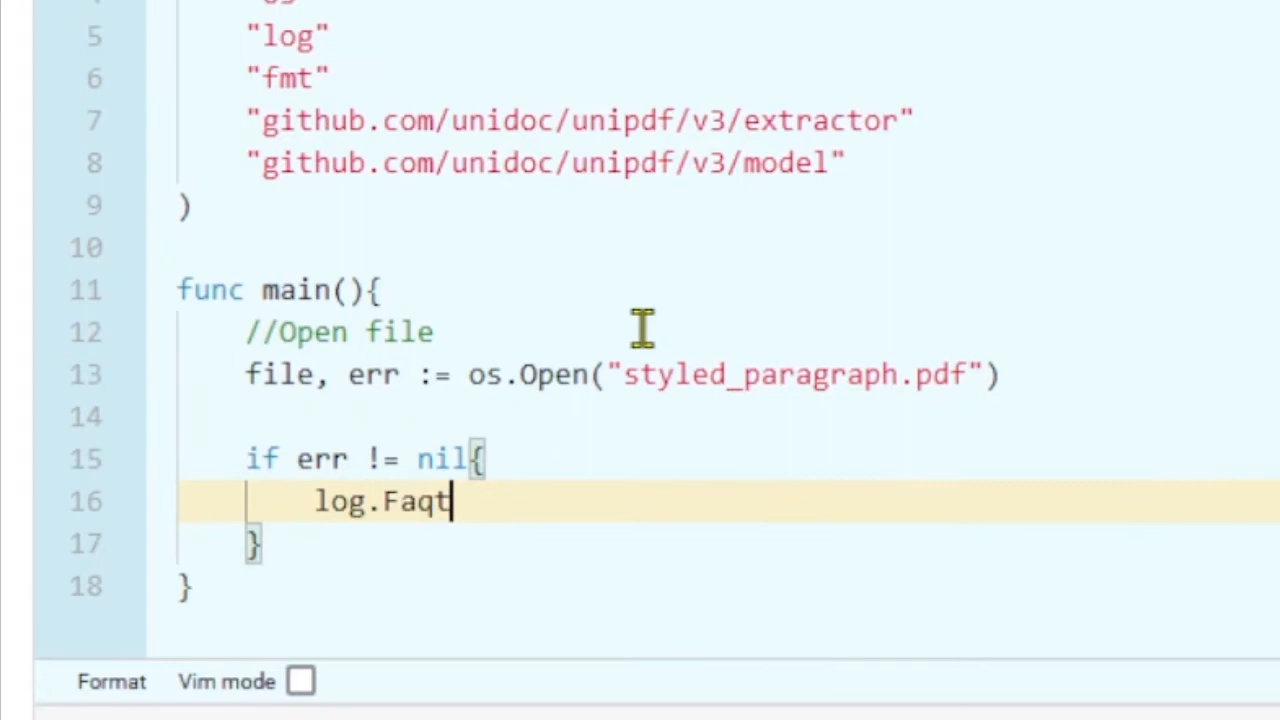 5 "log"
6 "fmt"
7 "github.com/unidoc/unipdf/v3/extractor"
8 "github.com/unidoc/unipdf/v3/model"
9 )
10
11 func main(){
12 //Open file
13 file, err := os.Open("styled_paragraph.pdf")
14
15 if err != nil{
16 log.Faqt
17 }
18 }
Format Vim mode